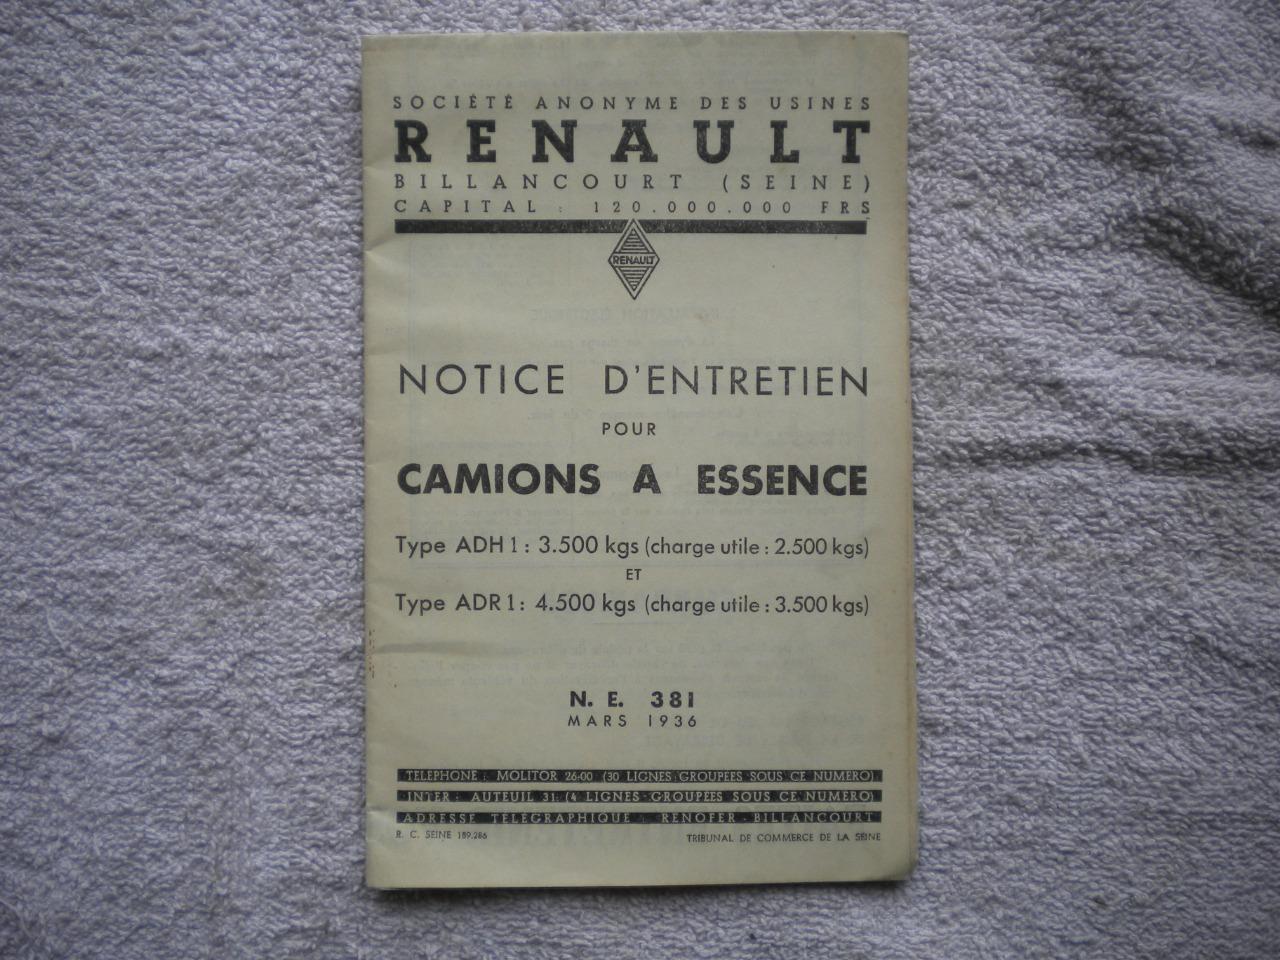 SOCIÉTÉ ANONYME DES USINES
RENAULT
BILLANCOURT (SEINE)
CAPITAL : 120.000.000 FRS
RENAULT
NOTICE D'ENTRETIEN
POUR
CAMIONS A ESSENCE
Type ADH 1 : 3.500 kgs (charge utile : 2.500 kgs)
ET
Type ADR 1 : 4.500 kgs (charge utile : 3.500 kgs)
N. E. 381
MARS 1936
TELEPHONE : MOLITOR 26-00 (30 LIGNES GROUPÉES SOUS CE NUMERO)
INTER : AUTEUIL 31 (4 LIGNES GROUPÉES SOUS CE NUMERO)
ADRESSE TÉLÉGRAPHIQUE : RENOFER-BILLANCOURT
R. C. SEINE 189.286
TRIBUNAL DE COMMERCE DE LA SEINE